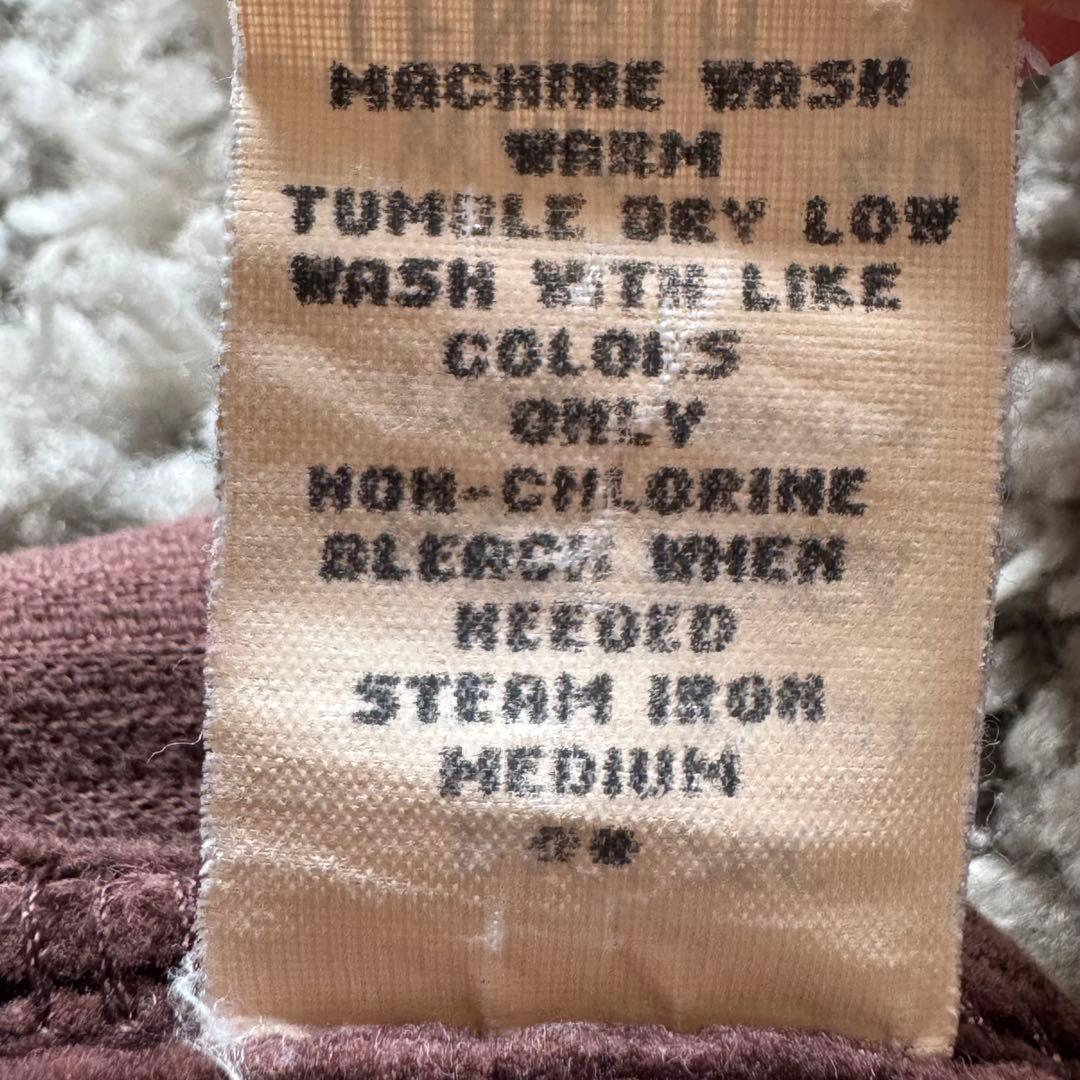 MACHINE WASH
WARM
TUMBLE DRY LOW
WASH WITH LIKE
COLORS
ONLY
NON-CHLORINE
BLEACH WHEN
NEEDED
STEAM IRON
MEDIUM
**